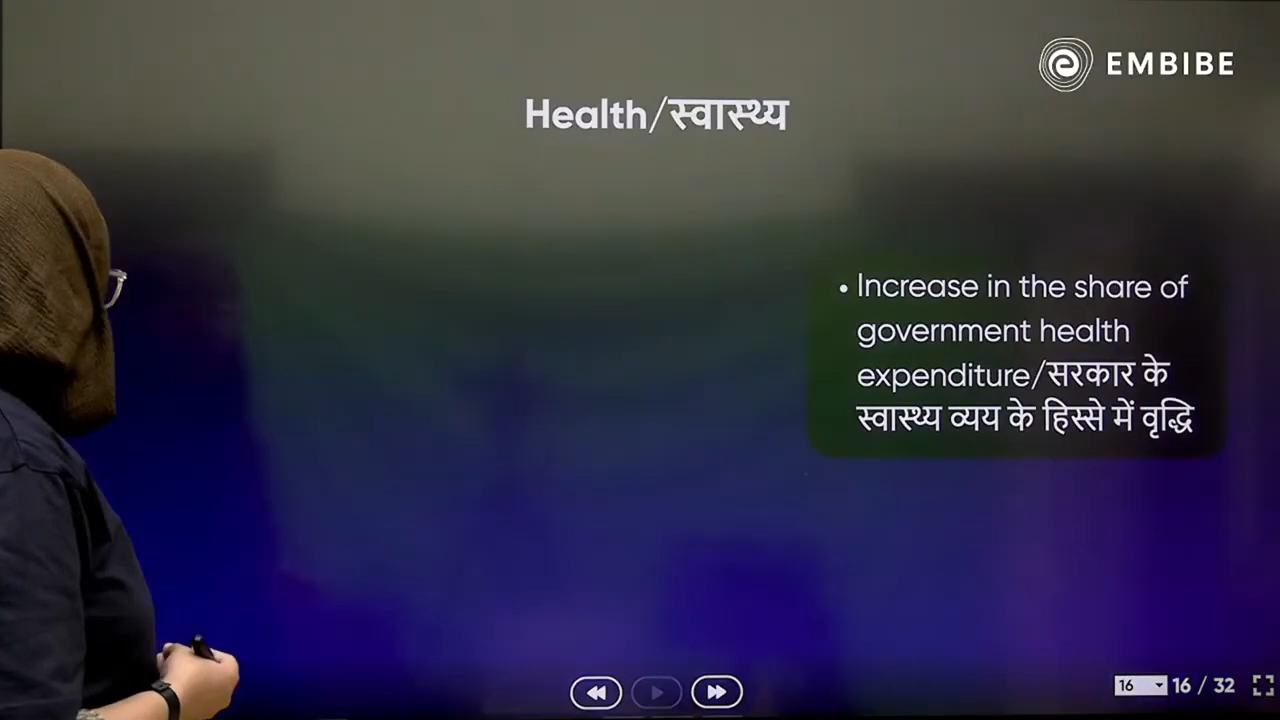 EMBIBE
Health/स्वास्थ्य
• Increase in the share of
government health
expenditure/सरकार के
स्वास्थ्य व्यय के हिस्से में वृद्धि
16 16 / 32